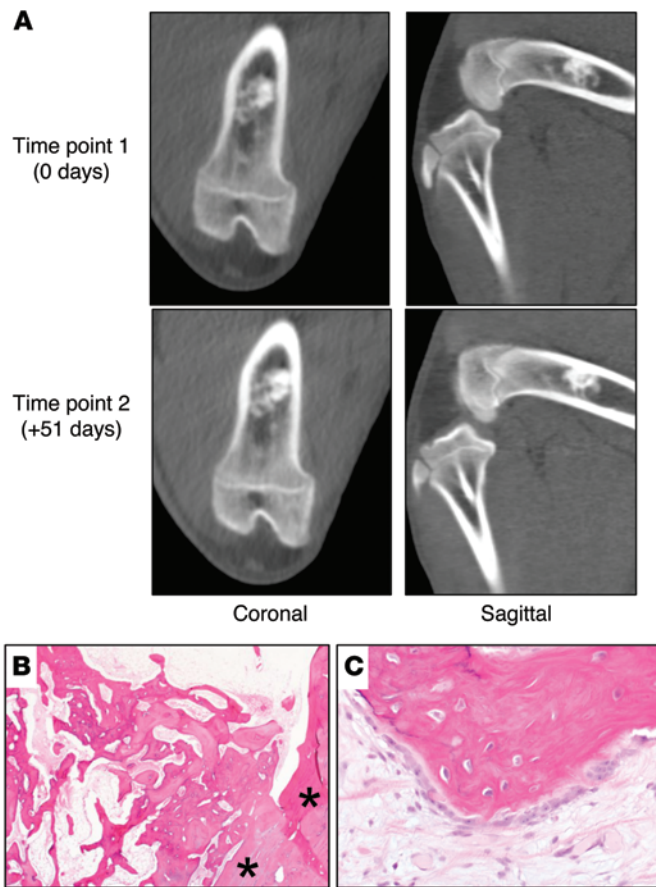 A
Time point 1
(0 days)
Time point 2
(+51 days)
Coronal
Sagittal
B
C
*
*